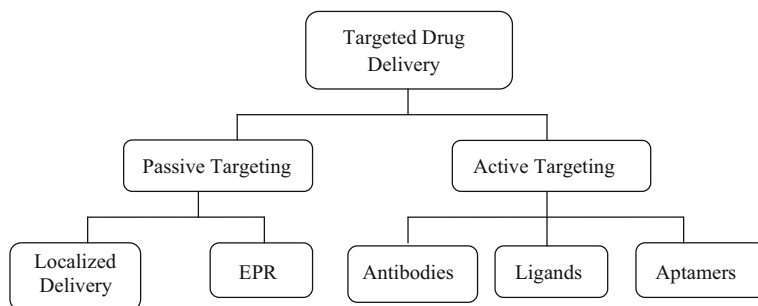 Targeted Drug
Delivery
Passive Targeting
Active Targeting
Localized
Delivery
EPR
Antibodies
Ligands
Aptamers